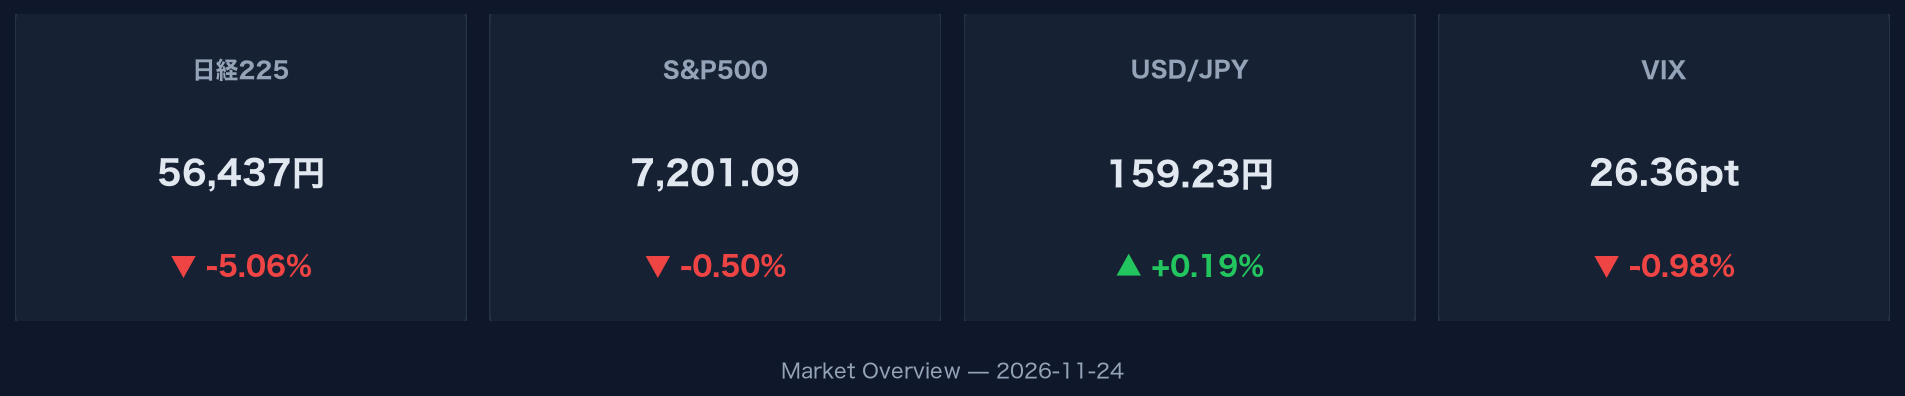 日経225
56,437円
▼ -5.06%
S&P500
7,201.09
▼ -0.50%
USD/JPY
159.23円
▲ +0.19%
VIX
26.36pt
▼ -0.98%
Market Overview — 2026-11-24